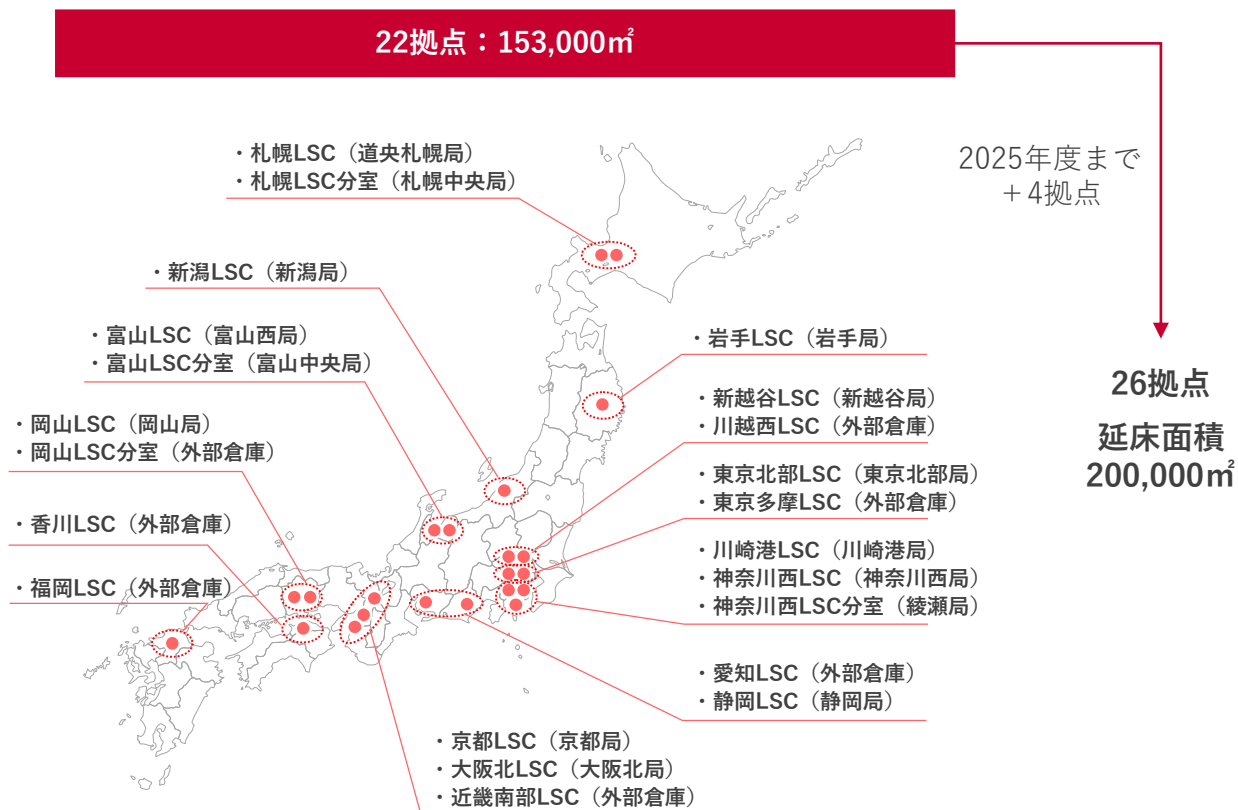 22拠点：153,000㎡
2025年度まで
＋4拠点
26拠点
延床面積
200,000㎡
・札幌LSC（道央札幌局）
・札幌LSC分室（札幌中央局）
・新潟LSC（新潟局）
・富山LSC（富山西局）
・富山LSC分室（富山中央局）
・岡山LSC（岡山局）
・岡山LSC分室（外部倉庫）
・香川LSC（外部倉庫）
・福岡LSC（外部倉庫）
・岩手LSC（岩手局）
・新越谷LSC（新越谷局）
・川越西LSC（外部倉庫）
・東京北部LSC（東京北部局）
・東京多摩LSC（外部倉庫）
・川崎港LSC（川崎港局）
・神奈川西LSC（神奈川西局）
・神奈川西LSC分室（綾瀬局）
・愛知LSC（外部倉庫）
・静岡LSC（静岡局）
・京都LSC（京都局）
・大阪北LSC（大阪北局）
・近畿南部LSC（外部倉庫）